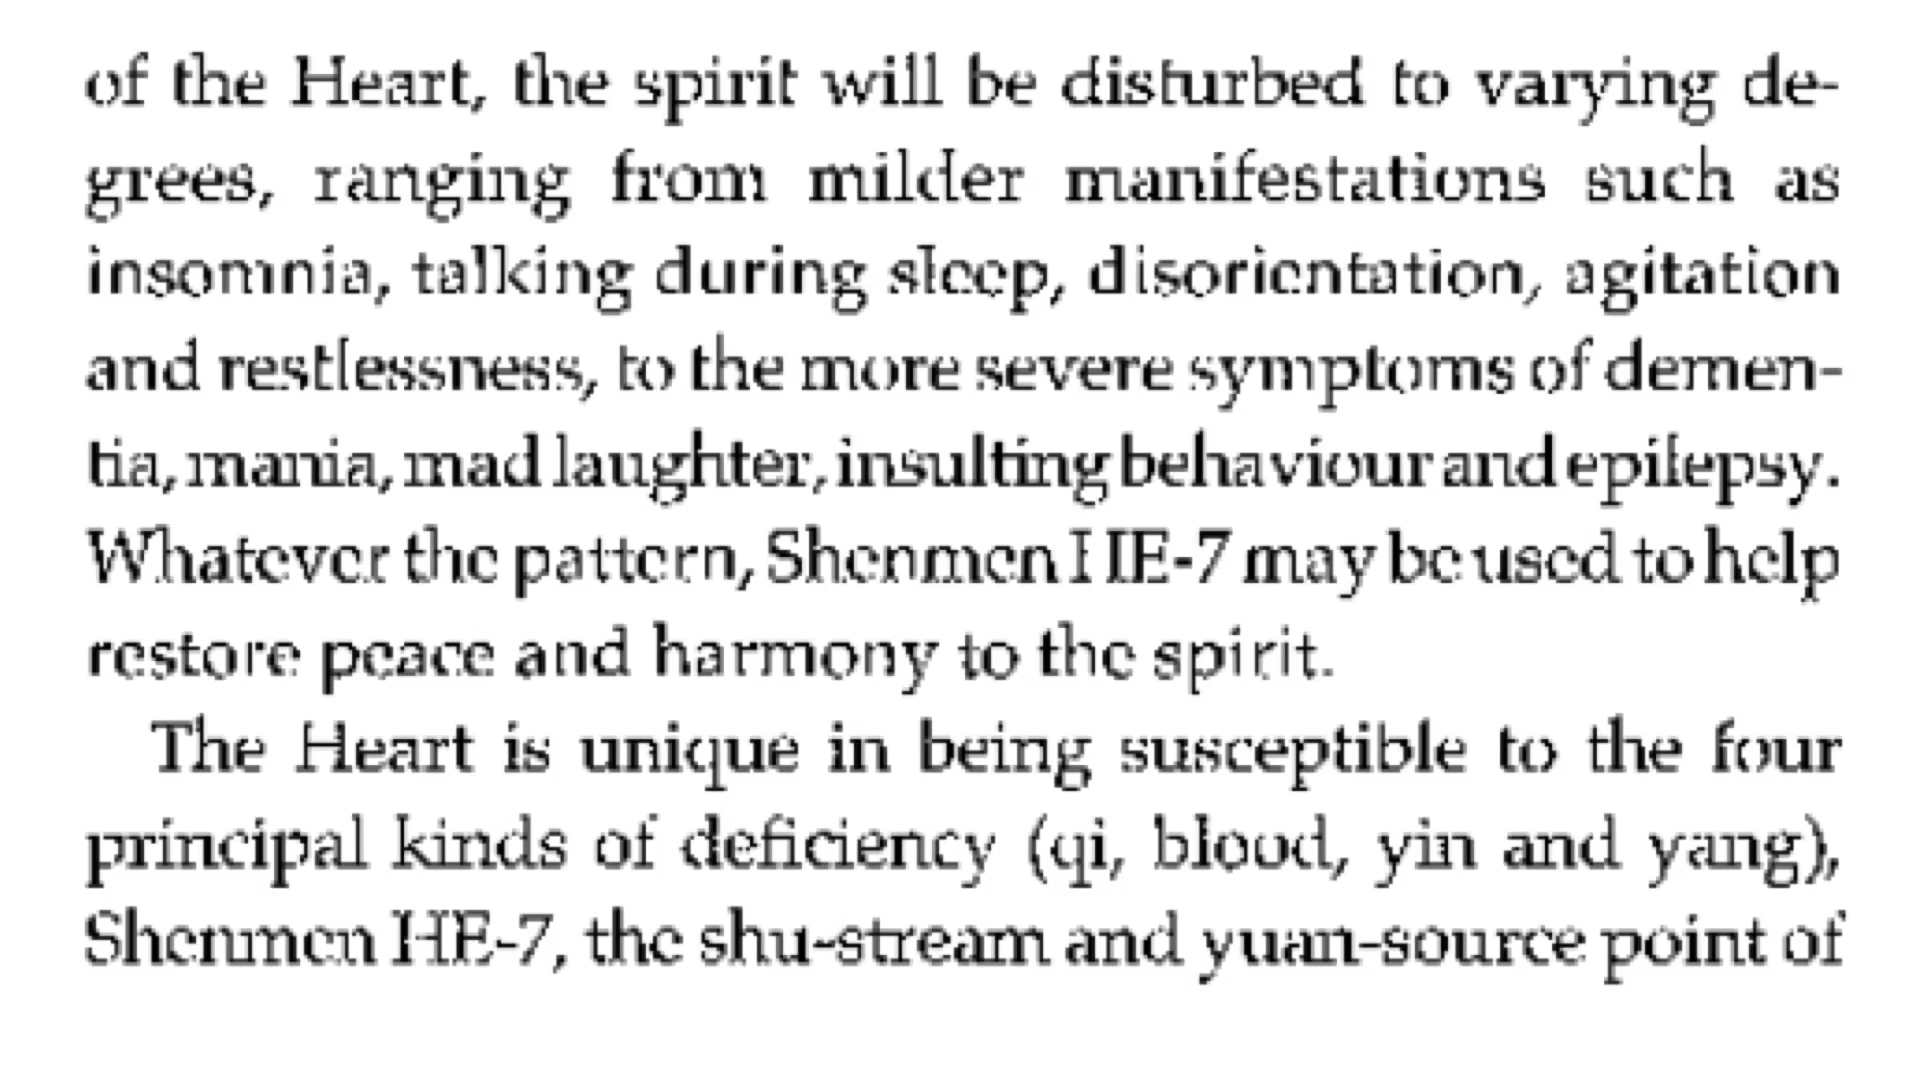 of the Heart, the spirit will be disturbed to varying de-
grees, ranging from milder manifestations such as
insomnia, talking during sleep, disorientation, agitation
and restlessness, to the more severe symptoms of demen-
tia, mania, mad laughter, insulting behaviour and epilepsy.
Whatever the pattern, Shenmen HE-7 may be used to help
restore peace and harmony to the spirit.
The Heart is unique in being susceptible to the four
principal kinds of deficiency (qi, blood, yin and yang),
Shenmen HE-7, the shu-stream and yuan-source point of